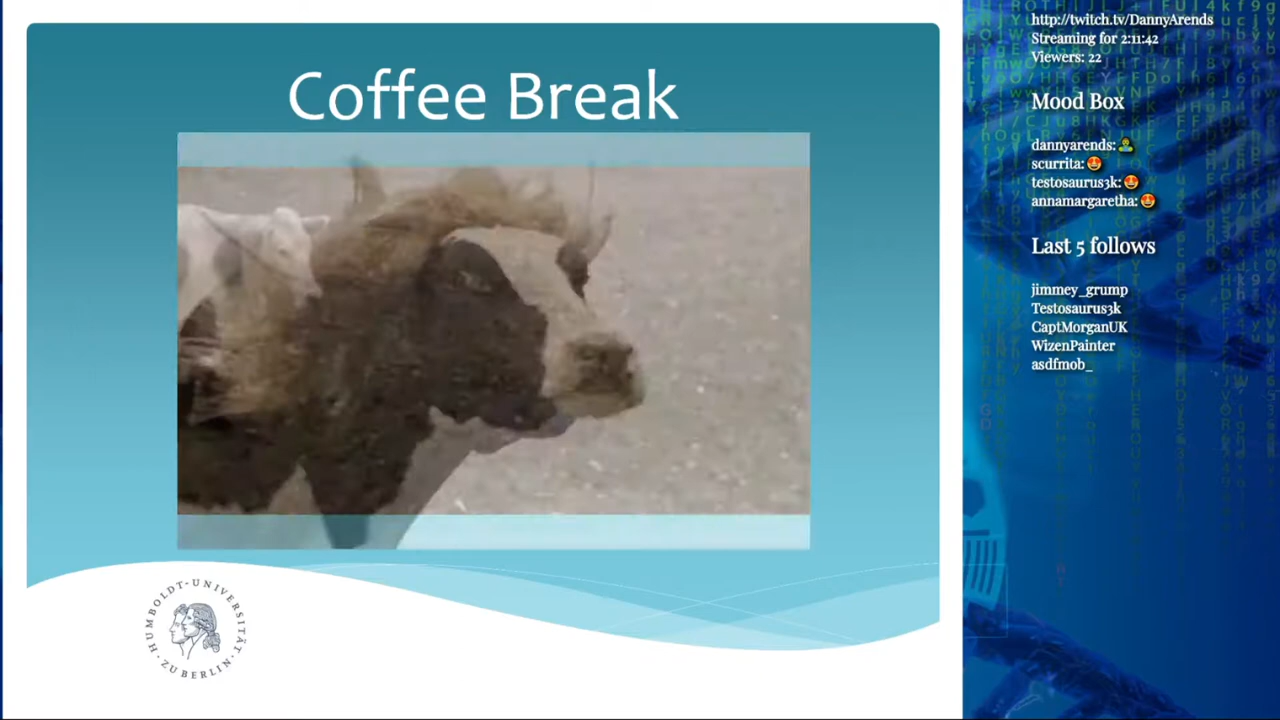 Coffee Break
HUMBOLDT-UNIVERSITÄT
ZU BERLIN
http://twitch.tv/DannyArends
Streaming for 2:11:42
Viewers: 22
Mood Box
dannyarends:
scurrita: 🤩
testosaurus3k: 🤩
annamargaretha: 🤩
Last 5 follows
jimmey_grump
Testosaurus3k
CaptMorganUK
WizenPainter
asdfmob_